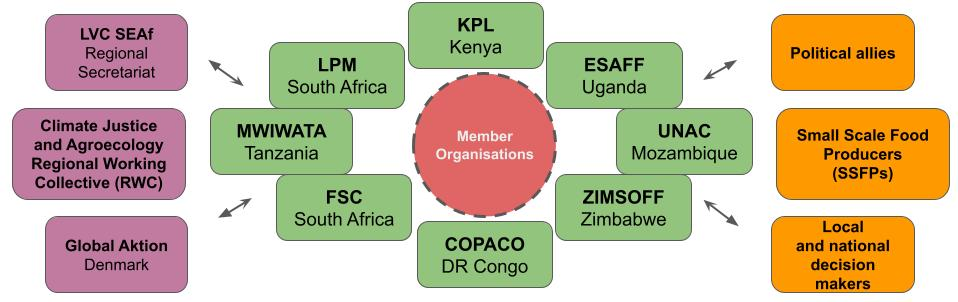 LVC SEAf
Regional
Secretariat
Climate Justice
and Agroecology
Regional Working
Collective (RWC)
Global Aktion
Denmark
KPL
Kenya
LPM
South Africa
ESAFF
Uganda
MWIWATA
Tanzania
Member
Organisations
UNAC
Mozambique
FSC
South Africa
ZIMSOFF
Zimbabwe
COPACO
DR Congo
Political allies
Small Scale Food
Producers
(SSFPs)
Local
and national
decision
makers